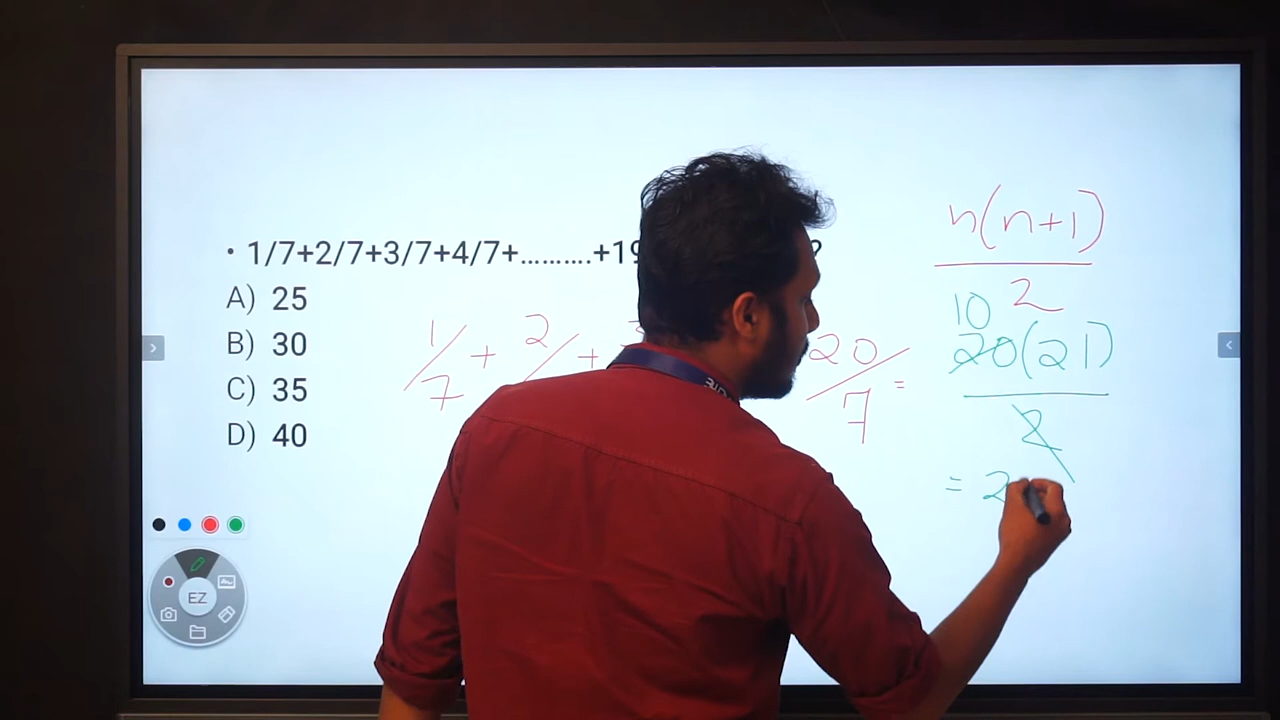 • 1/7+2/7+3/7+4/7+……….+19 ?
A) 25
B) 30
C) 35
D) 40
1/7 + 2/ + 20/7 =
n(n+1)
2
10
20(21)
2
= 2
EZ